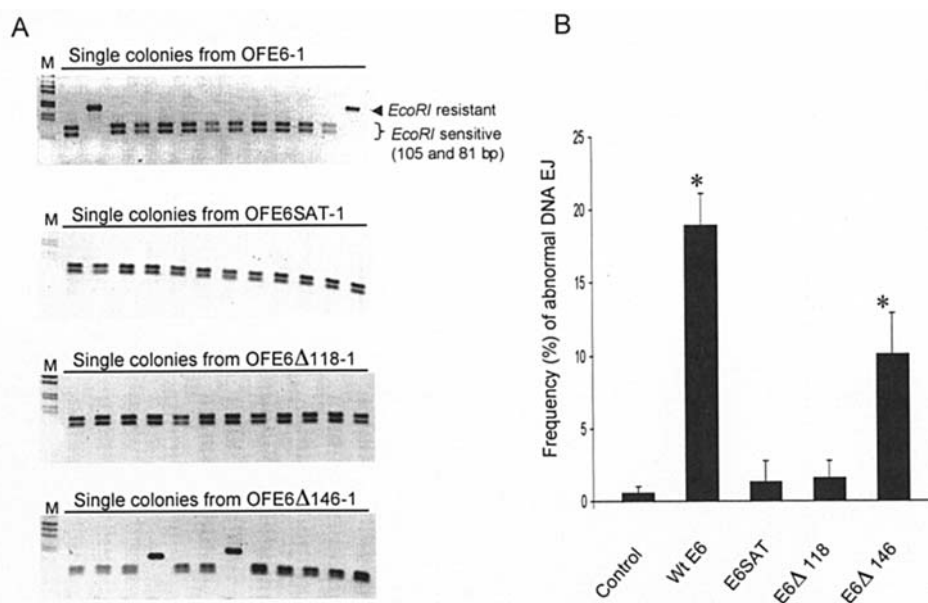 A
Single colonies from OFE6-1
M
EcoRI resistant
EcoRI sensitive
(105 and 81 bp)
Single colonies from OFE6SAT-1
M
Single colonies from OFE6Δ118-1
M
Single colonies from OFE6Δ146-1
M
B
Frequency (%) of abnormal DNA EJ
25
20
15
10
5
0
*
*
Control
Wt E6
E6SAT
E6Δ 118
E6Δ 146